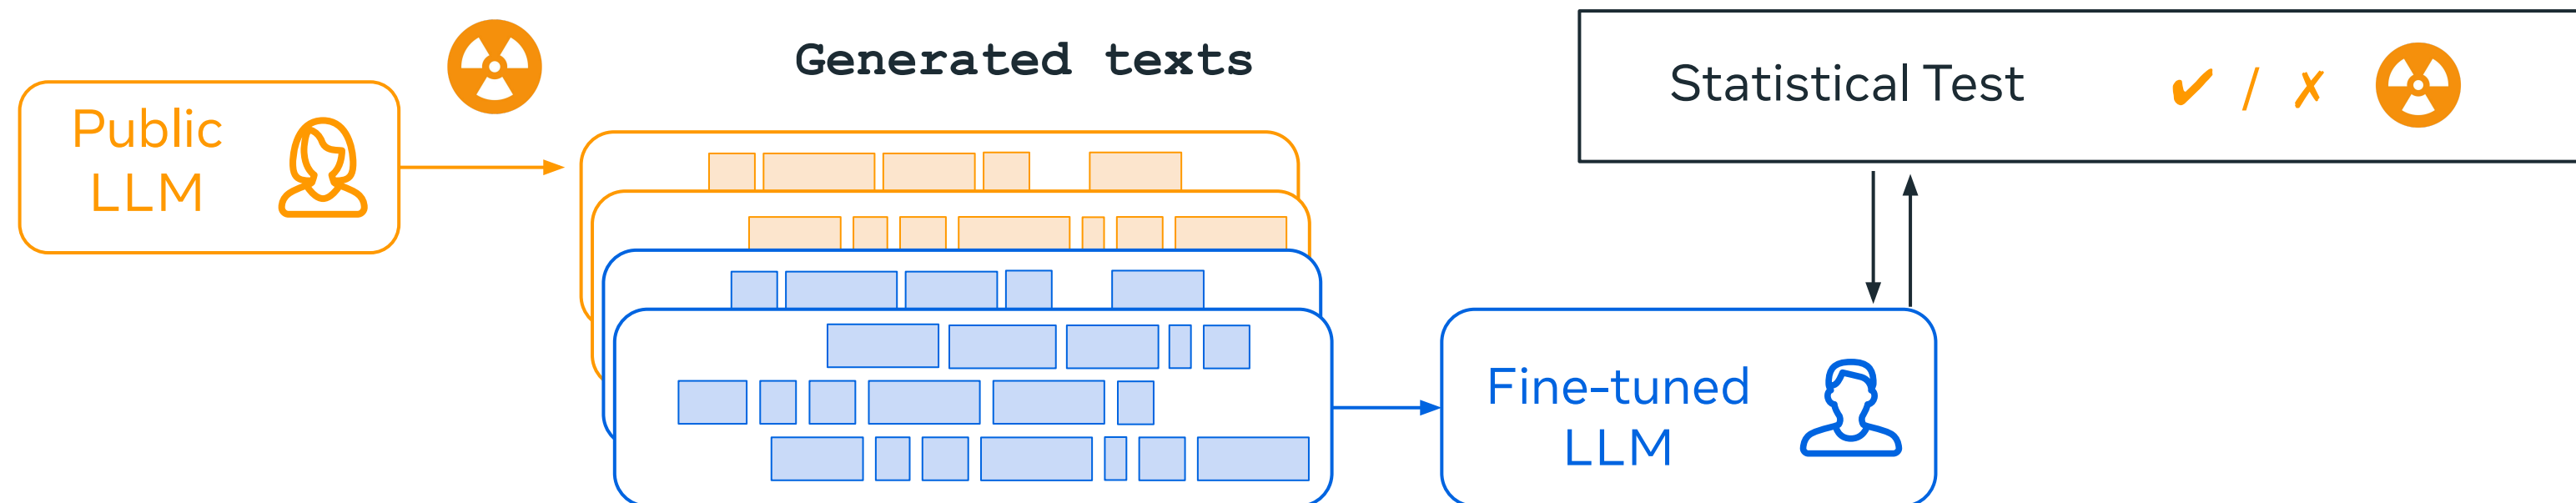 Public
LLM
Generated texts
Statistical Test ✔ / ✗
Fine-tuned
LLM